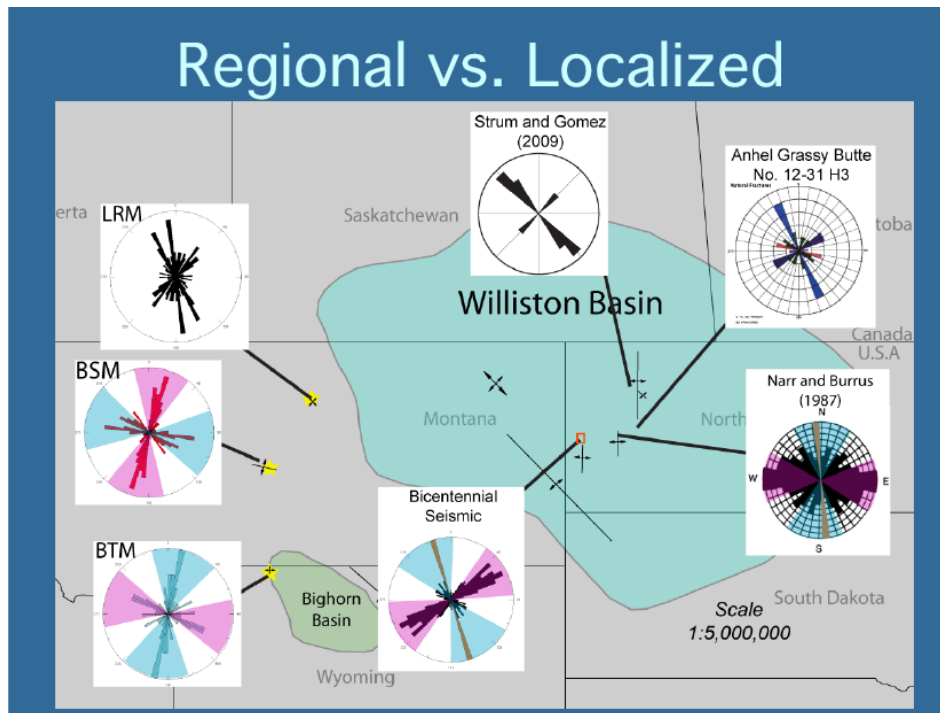 Regional vs. Localized
Strum and Gomez
(2009)
Anhel Grassy Butte
No. 12-31 H3
Natural Fractures
LRM
erta
Saskatchewan
toba
Williston Basin
Canada
U.S.A
BSM
Montana
North
Narr and Burrus
(1987)
N
W
E
S
Bicentennial
Seismic
BTM
Bighorn
Basin
Scale
1:5,000,000
South Dakota
Wyoming